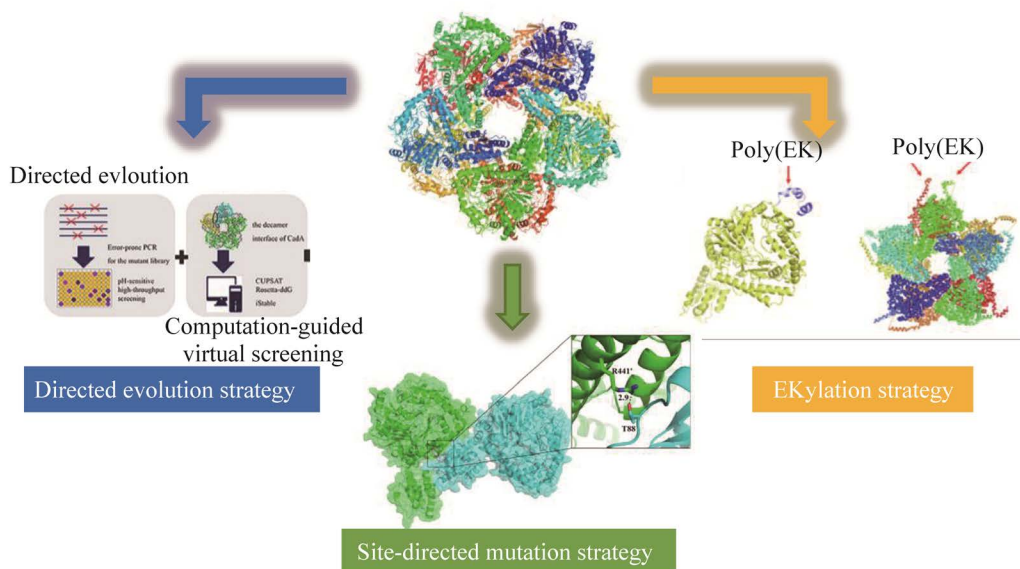 Directed evloution
Error-prone PCR
for the mutant library
pH-sensitive
high-throughput
screening
the decamer
interface of CadA
CUPSAT
Rosetta-ddG
iStable
Computation-guided
virtual screening
Directed evolution strategy
R441'
2.9
T88
Site-directed mutation strategy
Poly(EK)
Poly(EK)
EKylation strategy